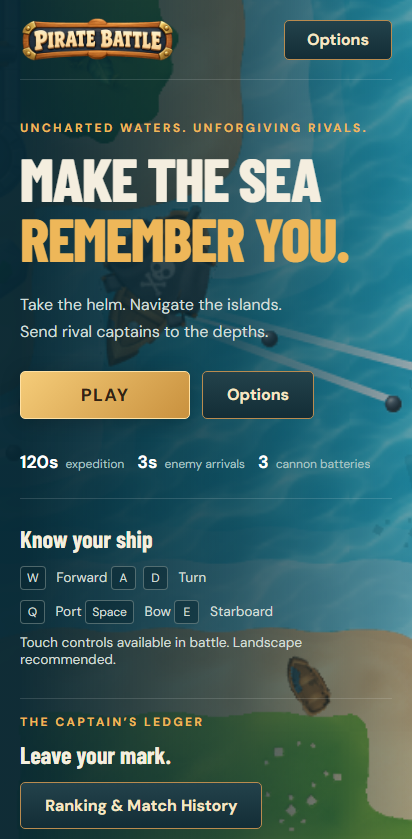 PIRATE BATTLE
Options
UNCHARTED WATERS. UNFORGIVING RIVALS.
MAKE THE SEA
REMEMBER YOU.
Take the helm. Navigate the islands.
Send rival captains to the depths.
PLAY
Options
120s expedition 3s enemy arrivals 3 cannon batteries
Know your ship
W Forward A D Turn
Q Port Space Bow E Starboard
Touch controls available in battle. Landscape
recommended.
THE CAPTAIN'S LEDGER
Leave your mark.
Ranking & Match History